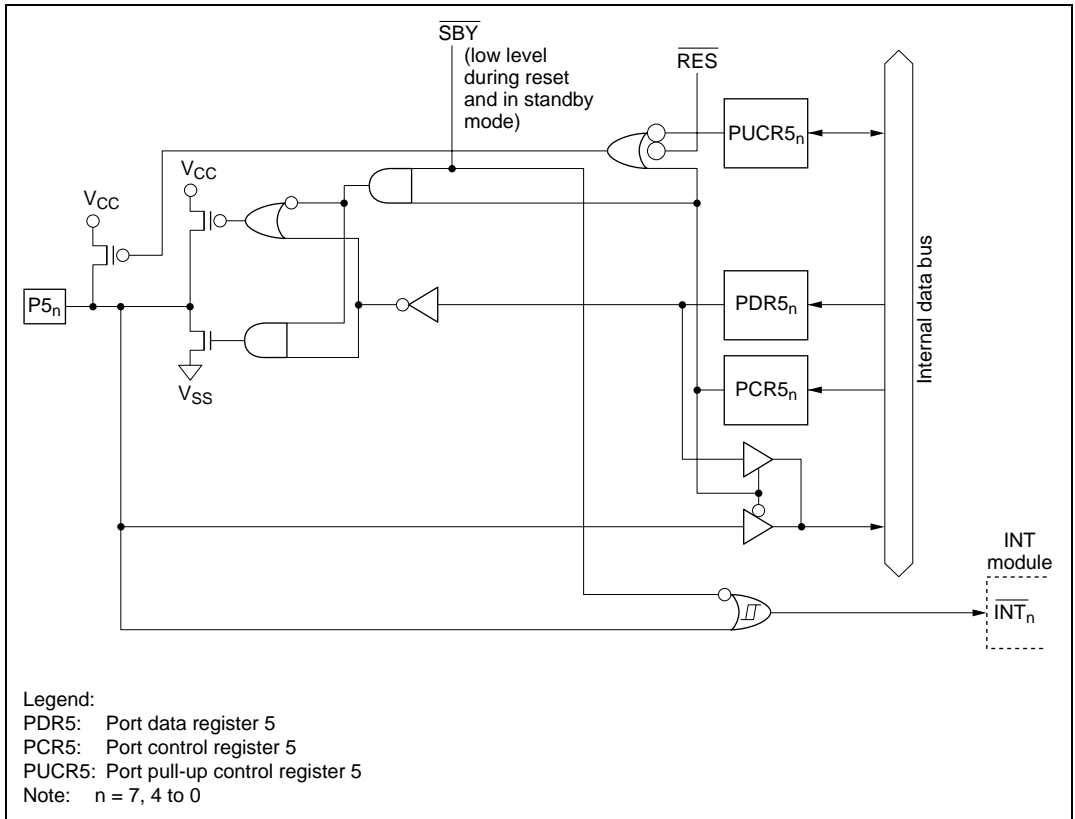 SBY
(low level
during reset
and in standby
mode)
RES
PUCR5n
VCC
VCC
P5n
PDR5n
PCR5n
VSS
Internal data bus
INT
module
INTn
Legend:
PDR5: Port data register 5
PCR5: Port control register 5
PUCR5: Port pull-up control register 5
Note: n = 7, 4 to 0